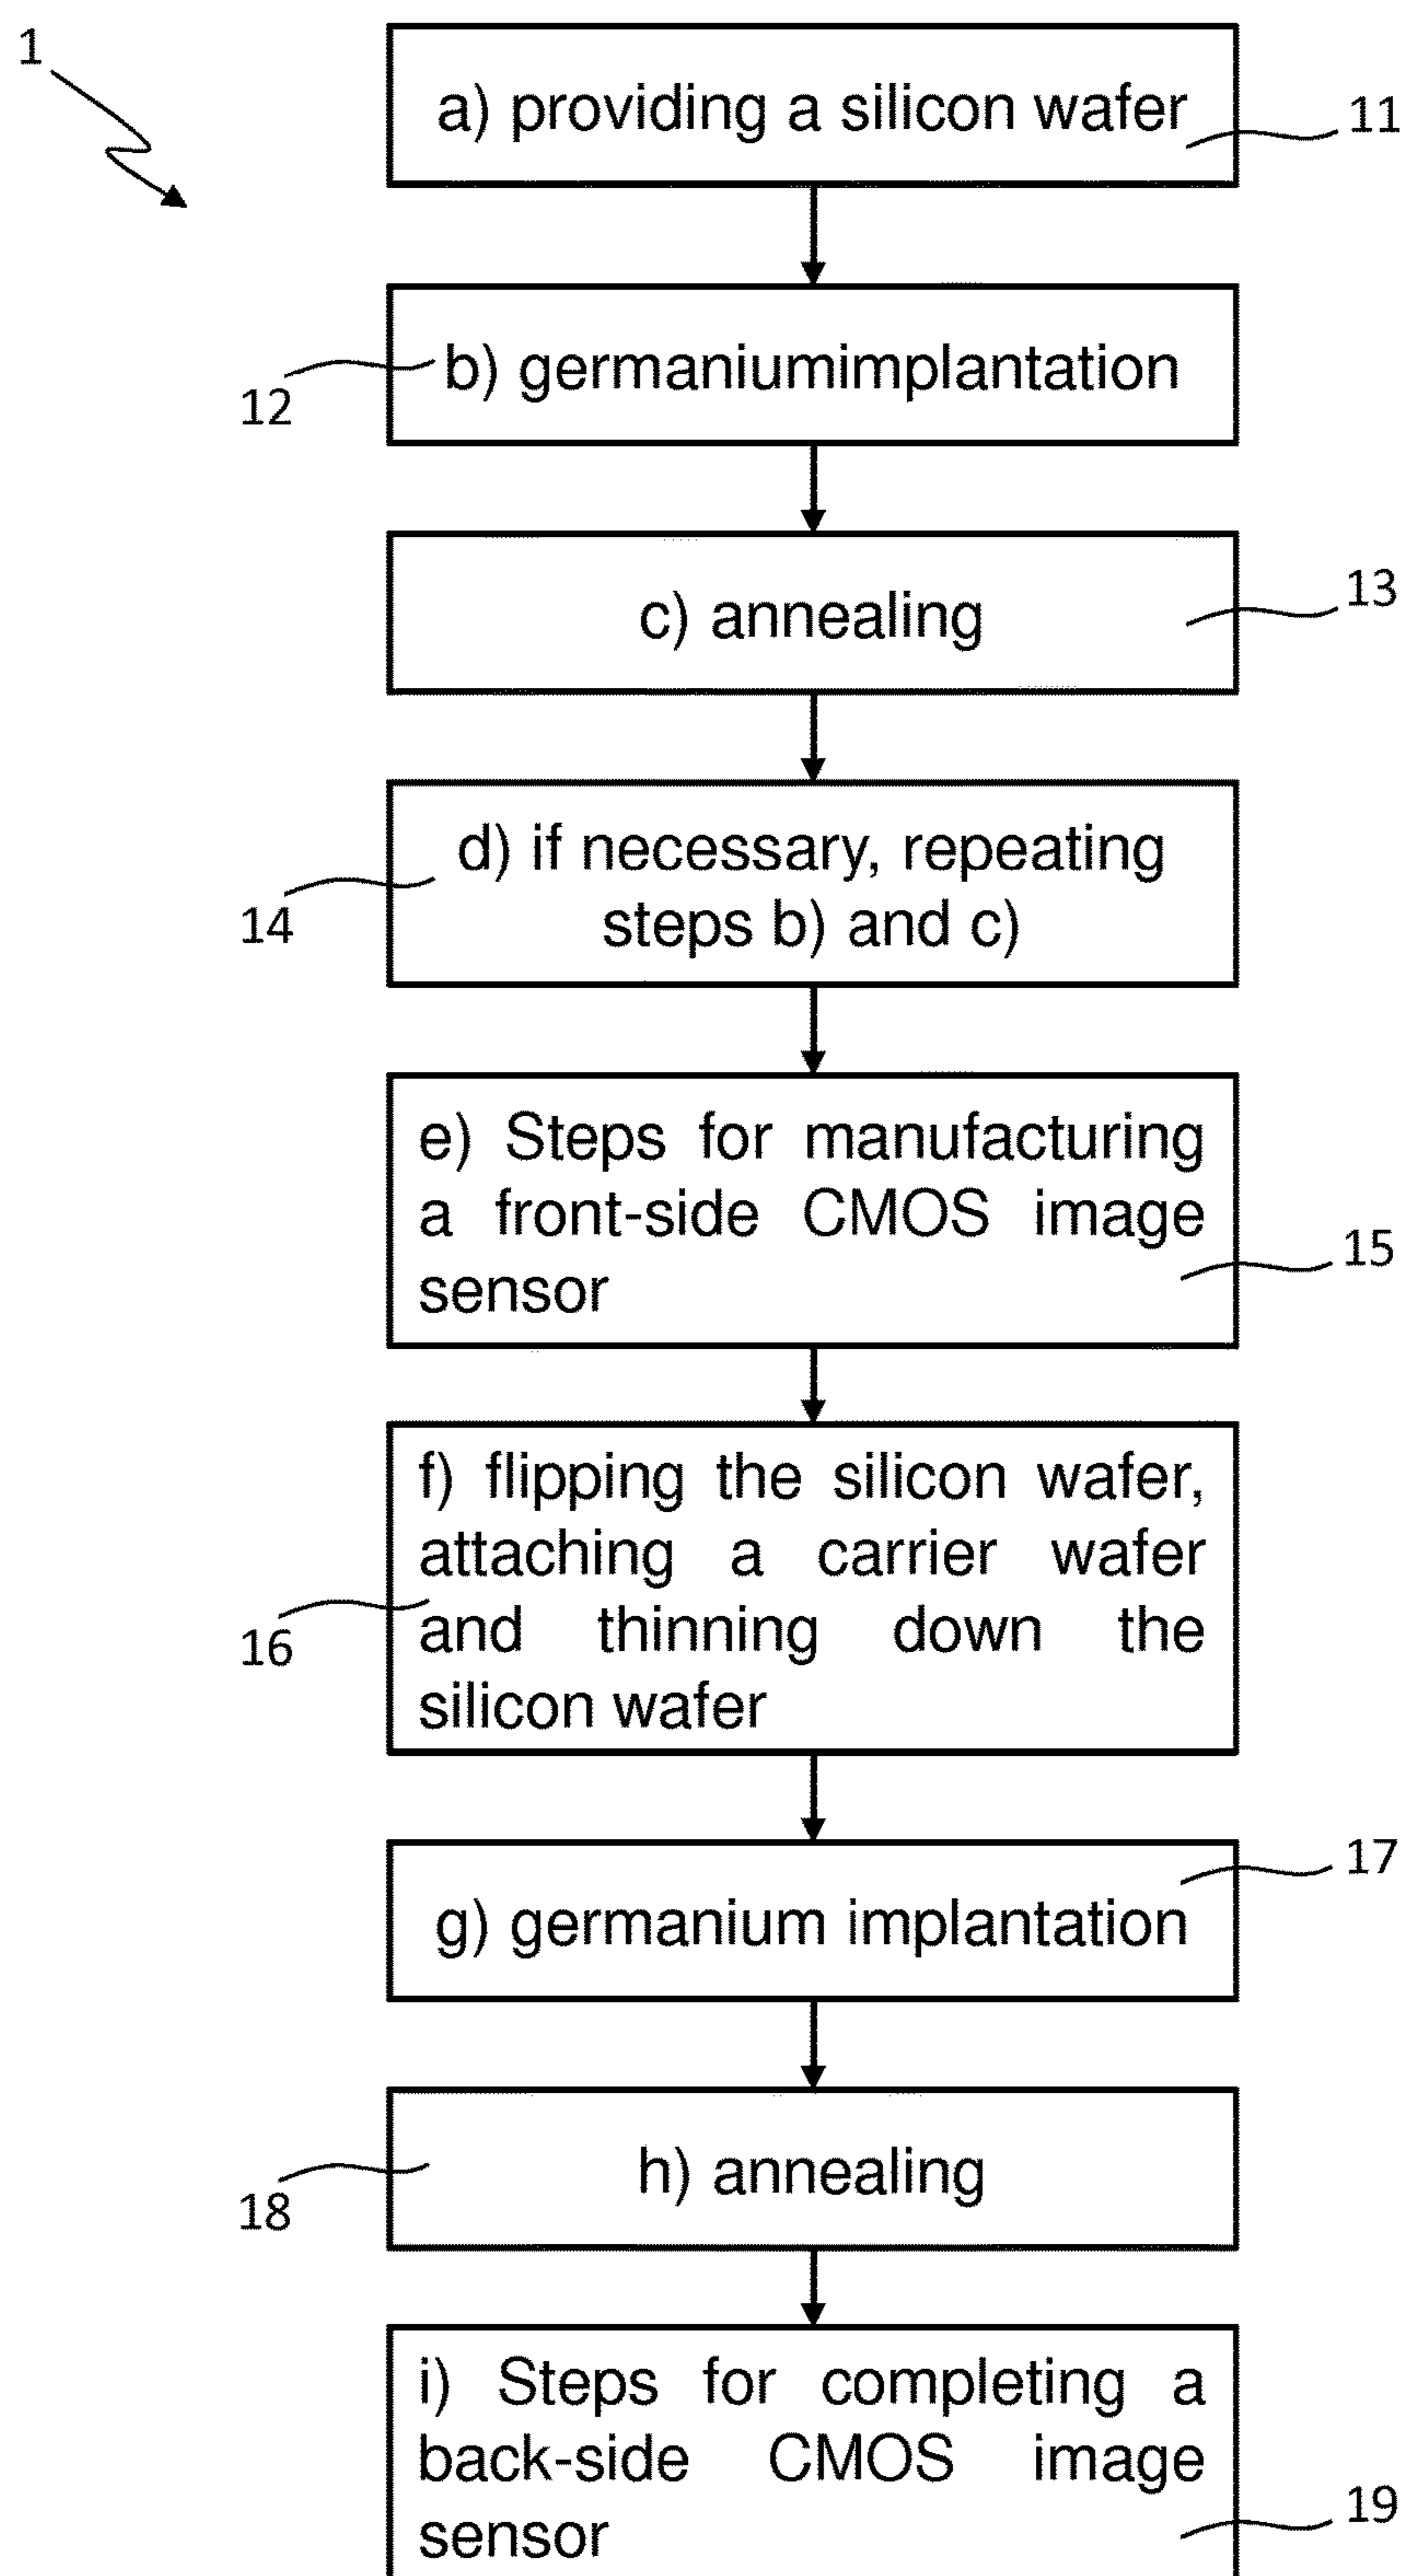 1
a) providing a silicon wafer
11
b) germaniumimplantation
12
c) annealing
13
d) if necessary, repeating
steps b) and c)
14
e) Steps for manufacturing
a front-side CMOS image
sensor
15
f) flipping the silicon wafer,
attaching a carrier wafer
and thinning down the
silicon wafer
16
g) germanium implantation
17
h) annealing
18
i) Steps for completing a
back-side CMOS image
sensor
19